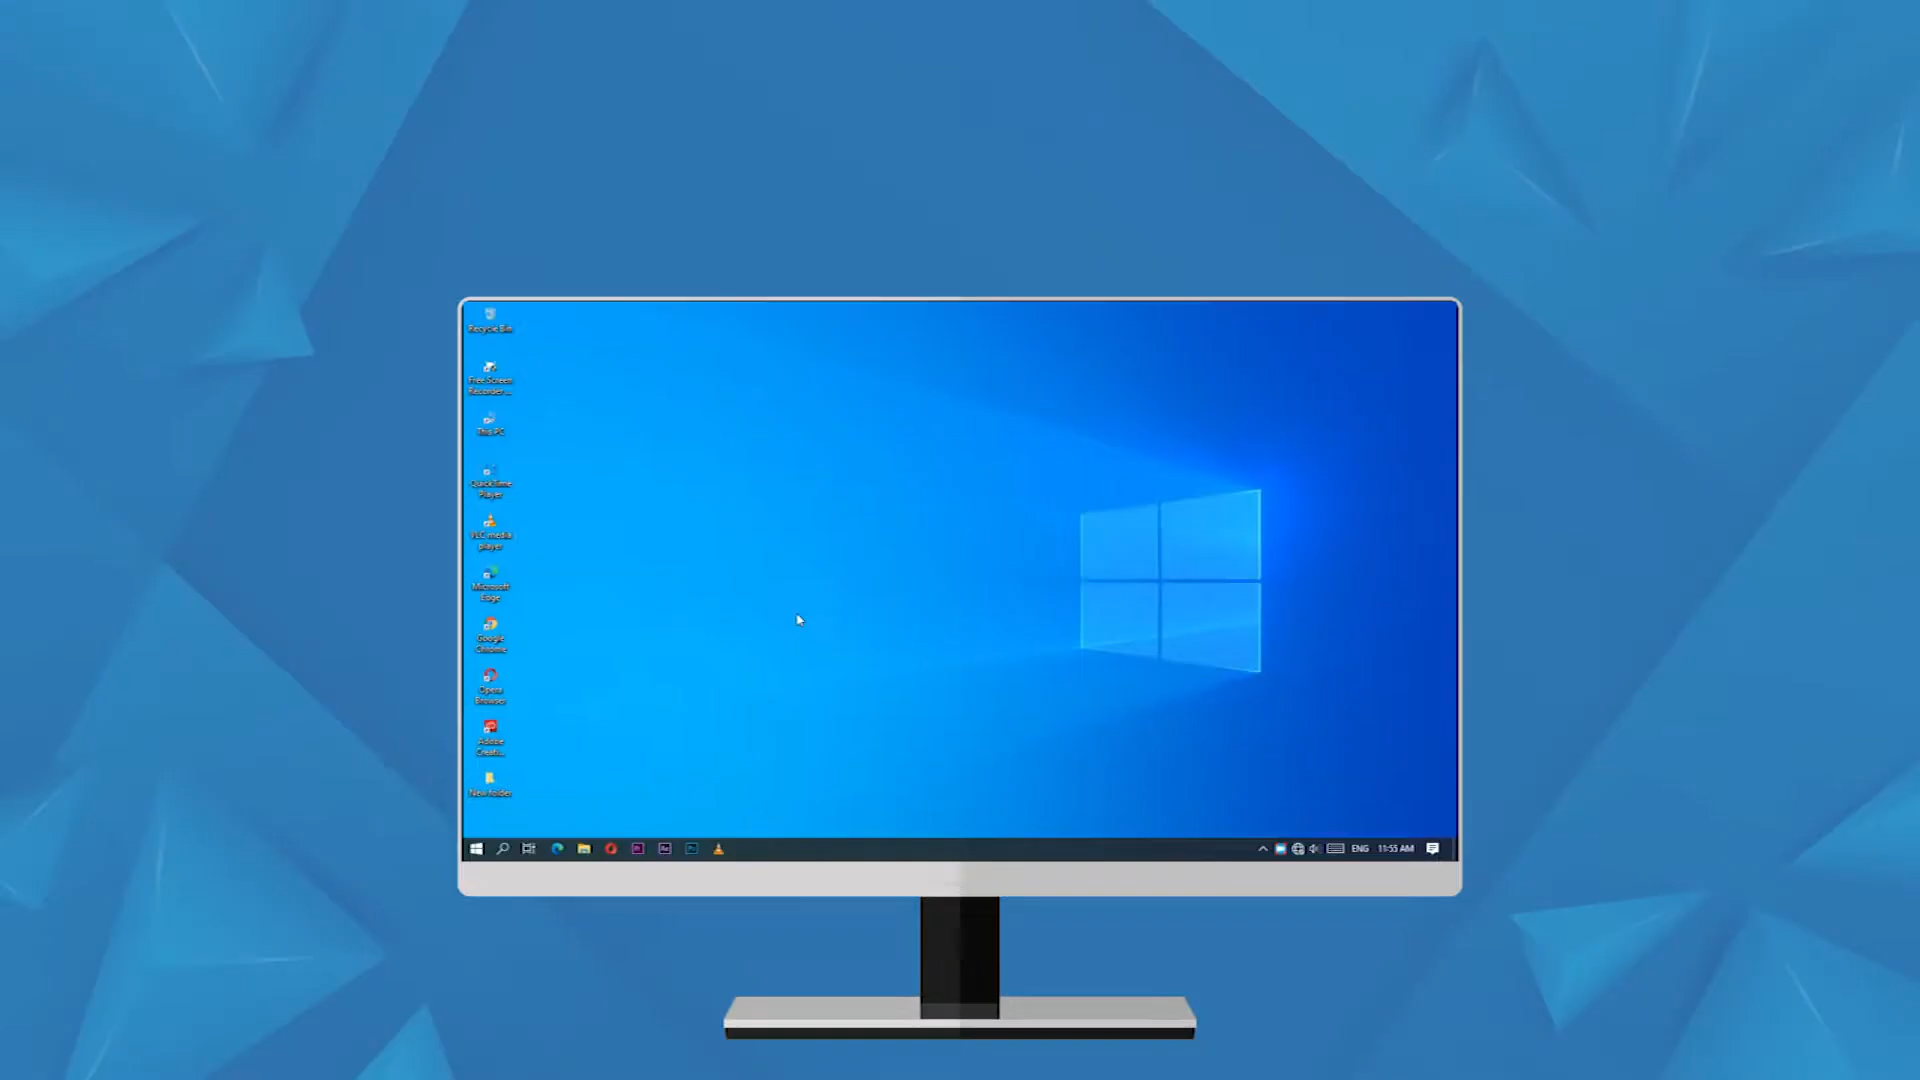 Recycle Bin
Free Screen
Recorder ...
This PC
QuickTime
Player
VLC media
player
Microsoft
Edge
Google
Chrome
Opera
Browser
Adobe
Creati...
New folder
ENG
11:55 AM